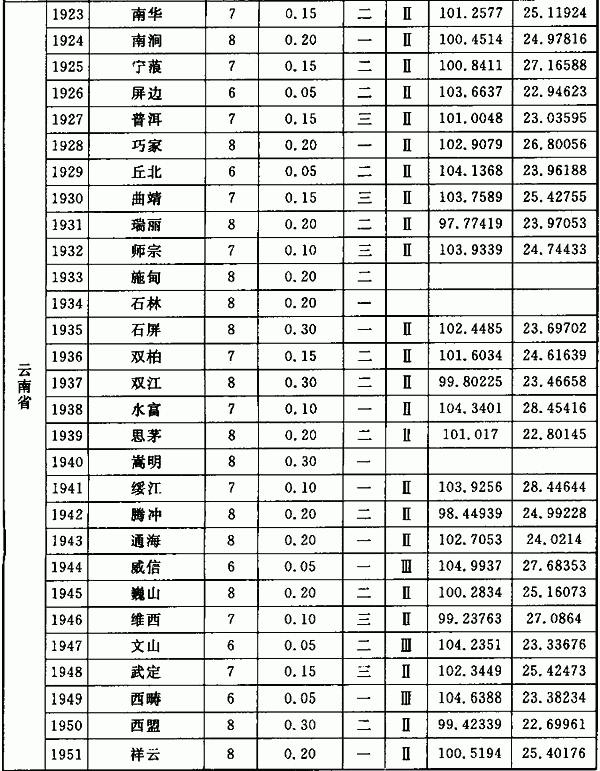 云南省
1923 南华 7 0.15 二 Ⅱ 101.2577 25.11924
1924 南涧 8 0.20 一 Ⅱ 100.4514 24.97816
1925 宁蒗 7 0.15 二 Ⅱ 100.8411 27.16588
1926 屏边 6 0.05 二 Ⅱ 103.6637 22.94623
1927 普洱 7 0.15 三 Ⅱ 101.0048 23.03595
1928 巧家 8 0.20 一 Ⅱ 102.9079 26.80056
1929 丘北 6 0.05 二 Ⅱ 104.1368 23.96188
1930 曲靖 7 0.15 三 Ⅱ 103.7589 25.42755
1931 瑞丽 8 0.20 二 Ⅱ 97.77419 23.97053
1932 师宗 7 0.10 三 Ⅱ 103.9339 24.74433
1933 施甸 8 0.20 二
1934 石林 8 0.20 一
1935 石屏 8 0.30 一 Ⅱ 102.4485 23.69702
1936 双柏 7 0.15 二 Ⅱ 101.6034 24.61639
1937 双江 8 0.30 二 Ⅱ 99.80225 23.46658
1938 水富 7 0.10 一 Ⅱ 104.3401 28.45416
1939 思茅 8 0.20 二 Ⅱ 101.017 22.80145
1940 嵩明 8 0.30 一
1941 绥江 7 0.10 一 Ⅱ 103.9256 28.44644
1942 腾冲 8 0.20 二 Ⅱ 98.44939 24.99228
1943 通海 8 0.20 一 Ⅱ 102.7053 24.0214
1944 威信 6 0.05 一 Ⅲ 104.9937 27.68353
1945 巍山 8 0.20 二 Ⅱ 100.2834 25.16073
1946 维西 7 0.10 三 Ⅱ 99.23763 27.0864
1947 文山 6 0.05 二 Ⅲ 104.2351 23.33676
1948 武定 7 0.15 三 Ⅱ 102.3449 25.42473
1949 西畴 6 0.05 一 Ⅲ 104.6388 23.38234
1950 西盟 8 0.30 二 Ⅱ 99.42339 22.69961
1951 祥云 8 0.20 一 Ⅱ 100.5194 25.40176